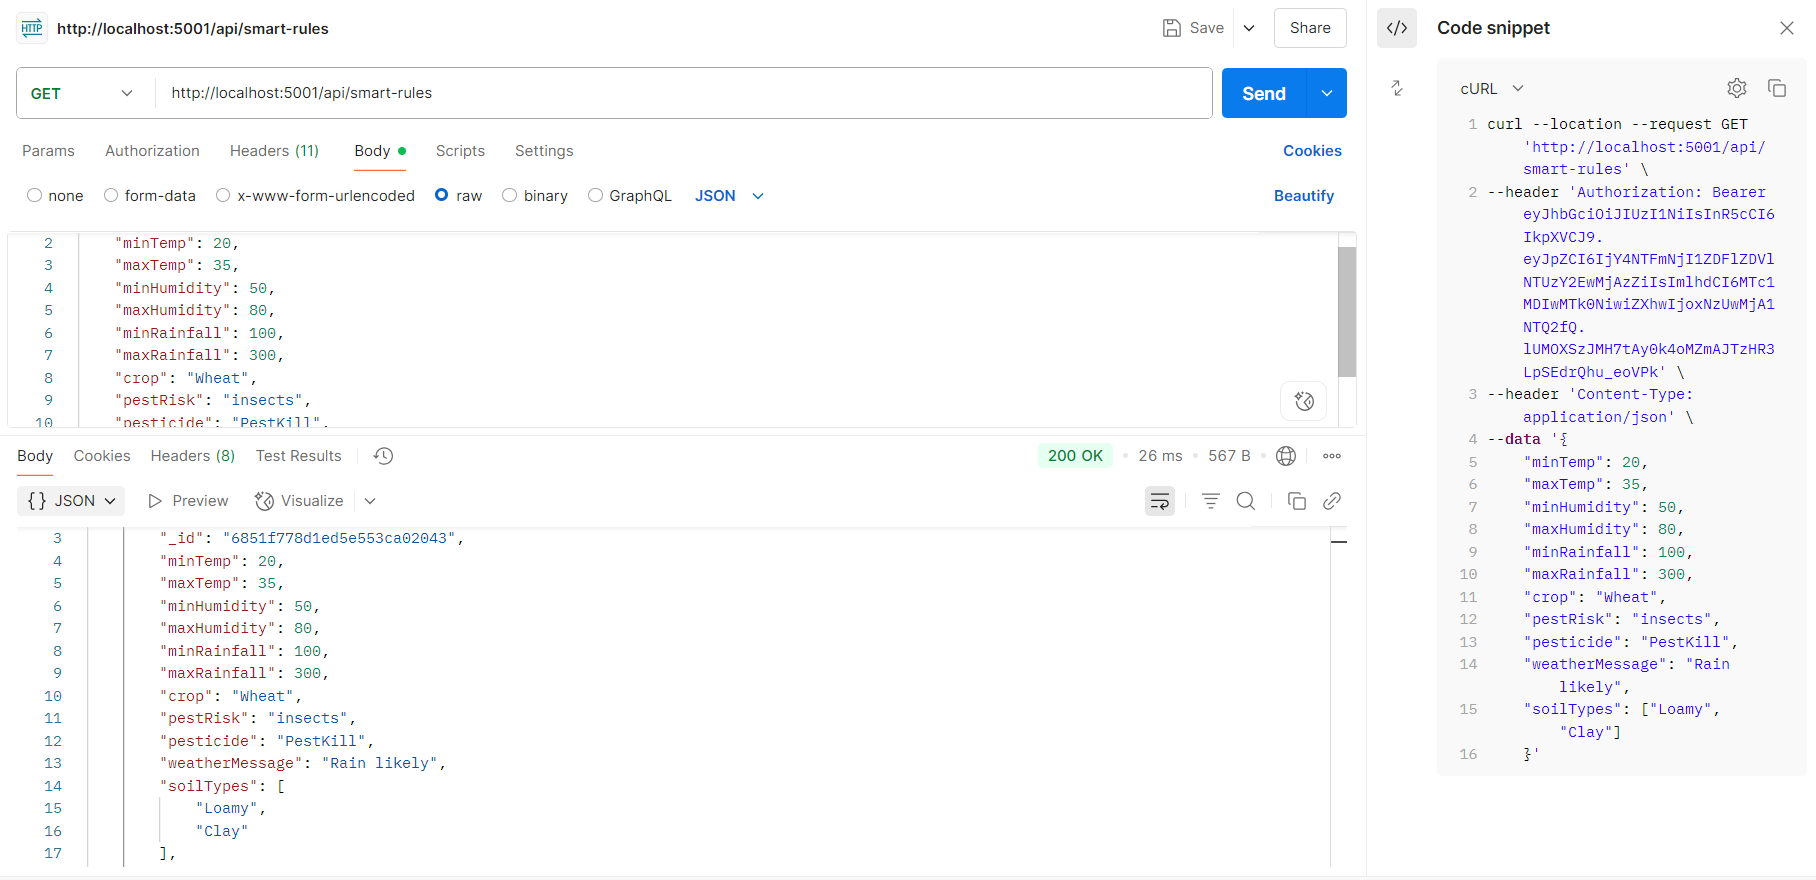 HTTP http://localhost:5001/api/smart-rules Save Share
GET http://localhost:5001/api/smart-rules Send
Params Authorization Headers (11) Body Scripts Settings Cookies
none form-data x-www-form-urlencoded raw binary GraphQL JSON Beautify
2 "minTemp": 20,
3 "maxTemp": 35,
4 "minHumidity": 50,
5 "maxHumidity": 80,
6 "minRainfall": 100,
7 "maxRainfall": 300,
8 "crop": "Wheat",
9 "pestRisk": "insects",
10 "pesticide": "PestKill",
Body Cookies Headers (8) Test Results 200 OK • 26 ms • 567 B
{} JSON Preview Visualize
3 "_id": "6851f778d1ed5e553ca02043",
4 "minTemp": 20,
5 "maxTemp": 35,
6 "minHumidity": 50,
7 "maxHumidity": 80,
8 "minRainfall": 100,
9 "maxRainfall": 300,
10 "crop": "Wheat",
11 "pestRisk": "insects",
12 "pesticide": "PestKill",
13 "weatherMessage": "Rain likely",
14 "soilTypes": [
15 "Loamy",
16 "Clay"
17 ],
</> Code snippet
cURL
1 curl --location --request GET
'http://localhost:5001/api/
smart-rules' \
2 --header 'Authorization: Bearer
eyJhbGciOiJIUzI1NiIsInR5cCI6
IkpXVCJ9.
eyJpZCI6IjY4NTFmNjI1ZDFlZDVl
NTUzY2EwMjAzZiIsImlhdCI6MTc1
MDIwMTk0NiwiZXhwIjoxNzUwMjA1
NTQ2fQ.
lUMOXSzJMH7tAy0k4oMZmAJTzHR3
LpSEdrQhu_eoVPk' \
3 --header 'Content-Type:
application/json' \
4 --data '{
5 "minTemp": 20,
6 "maxTemp": 35,
7 "minHumidity": 50,
8 "maxHumidity": 80,
9 "minRainfall": 100,
10 "maxRainfall": 300,
11 "crop": "Wheat",
12 "pestRisk": "insects",
13 "pesticide": "PestKill",
14 "weatherMessage": "Rain
likely",
15 "soilTypes": ["Loamy",
"Clay"]
16 }'